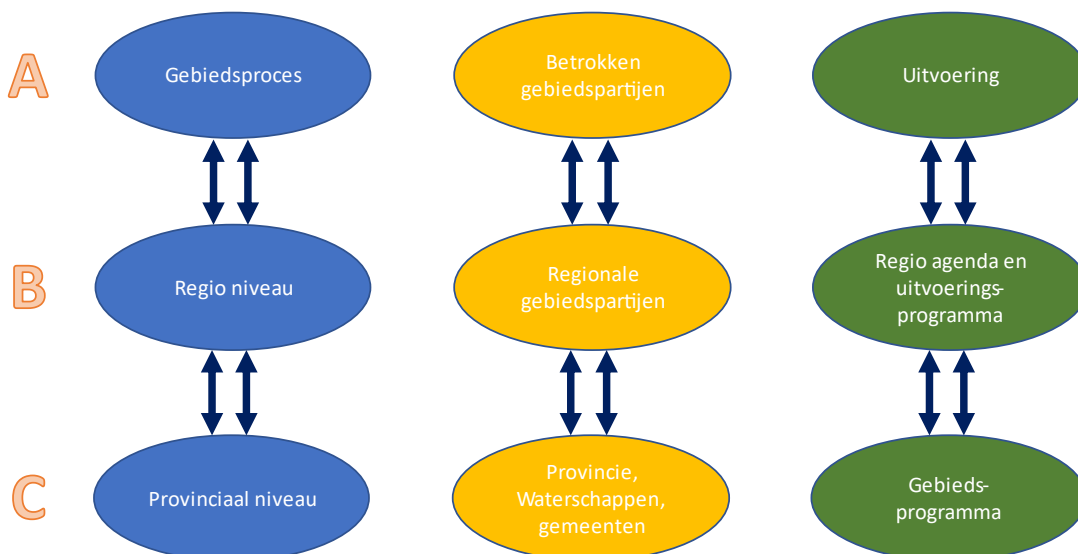 A
Gebiedsproces
Betrokken
gebiedspartijen
Uitvoering
B
Regio niveau
Regionale
gebiedspartijen
Regio agenda en
uitvoerings-
programma
C
Provinciaal niveau
Provincie,
Waterschappen,
gemeenten
Gebieds-
programma